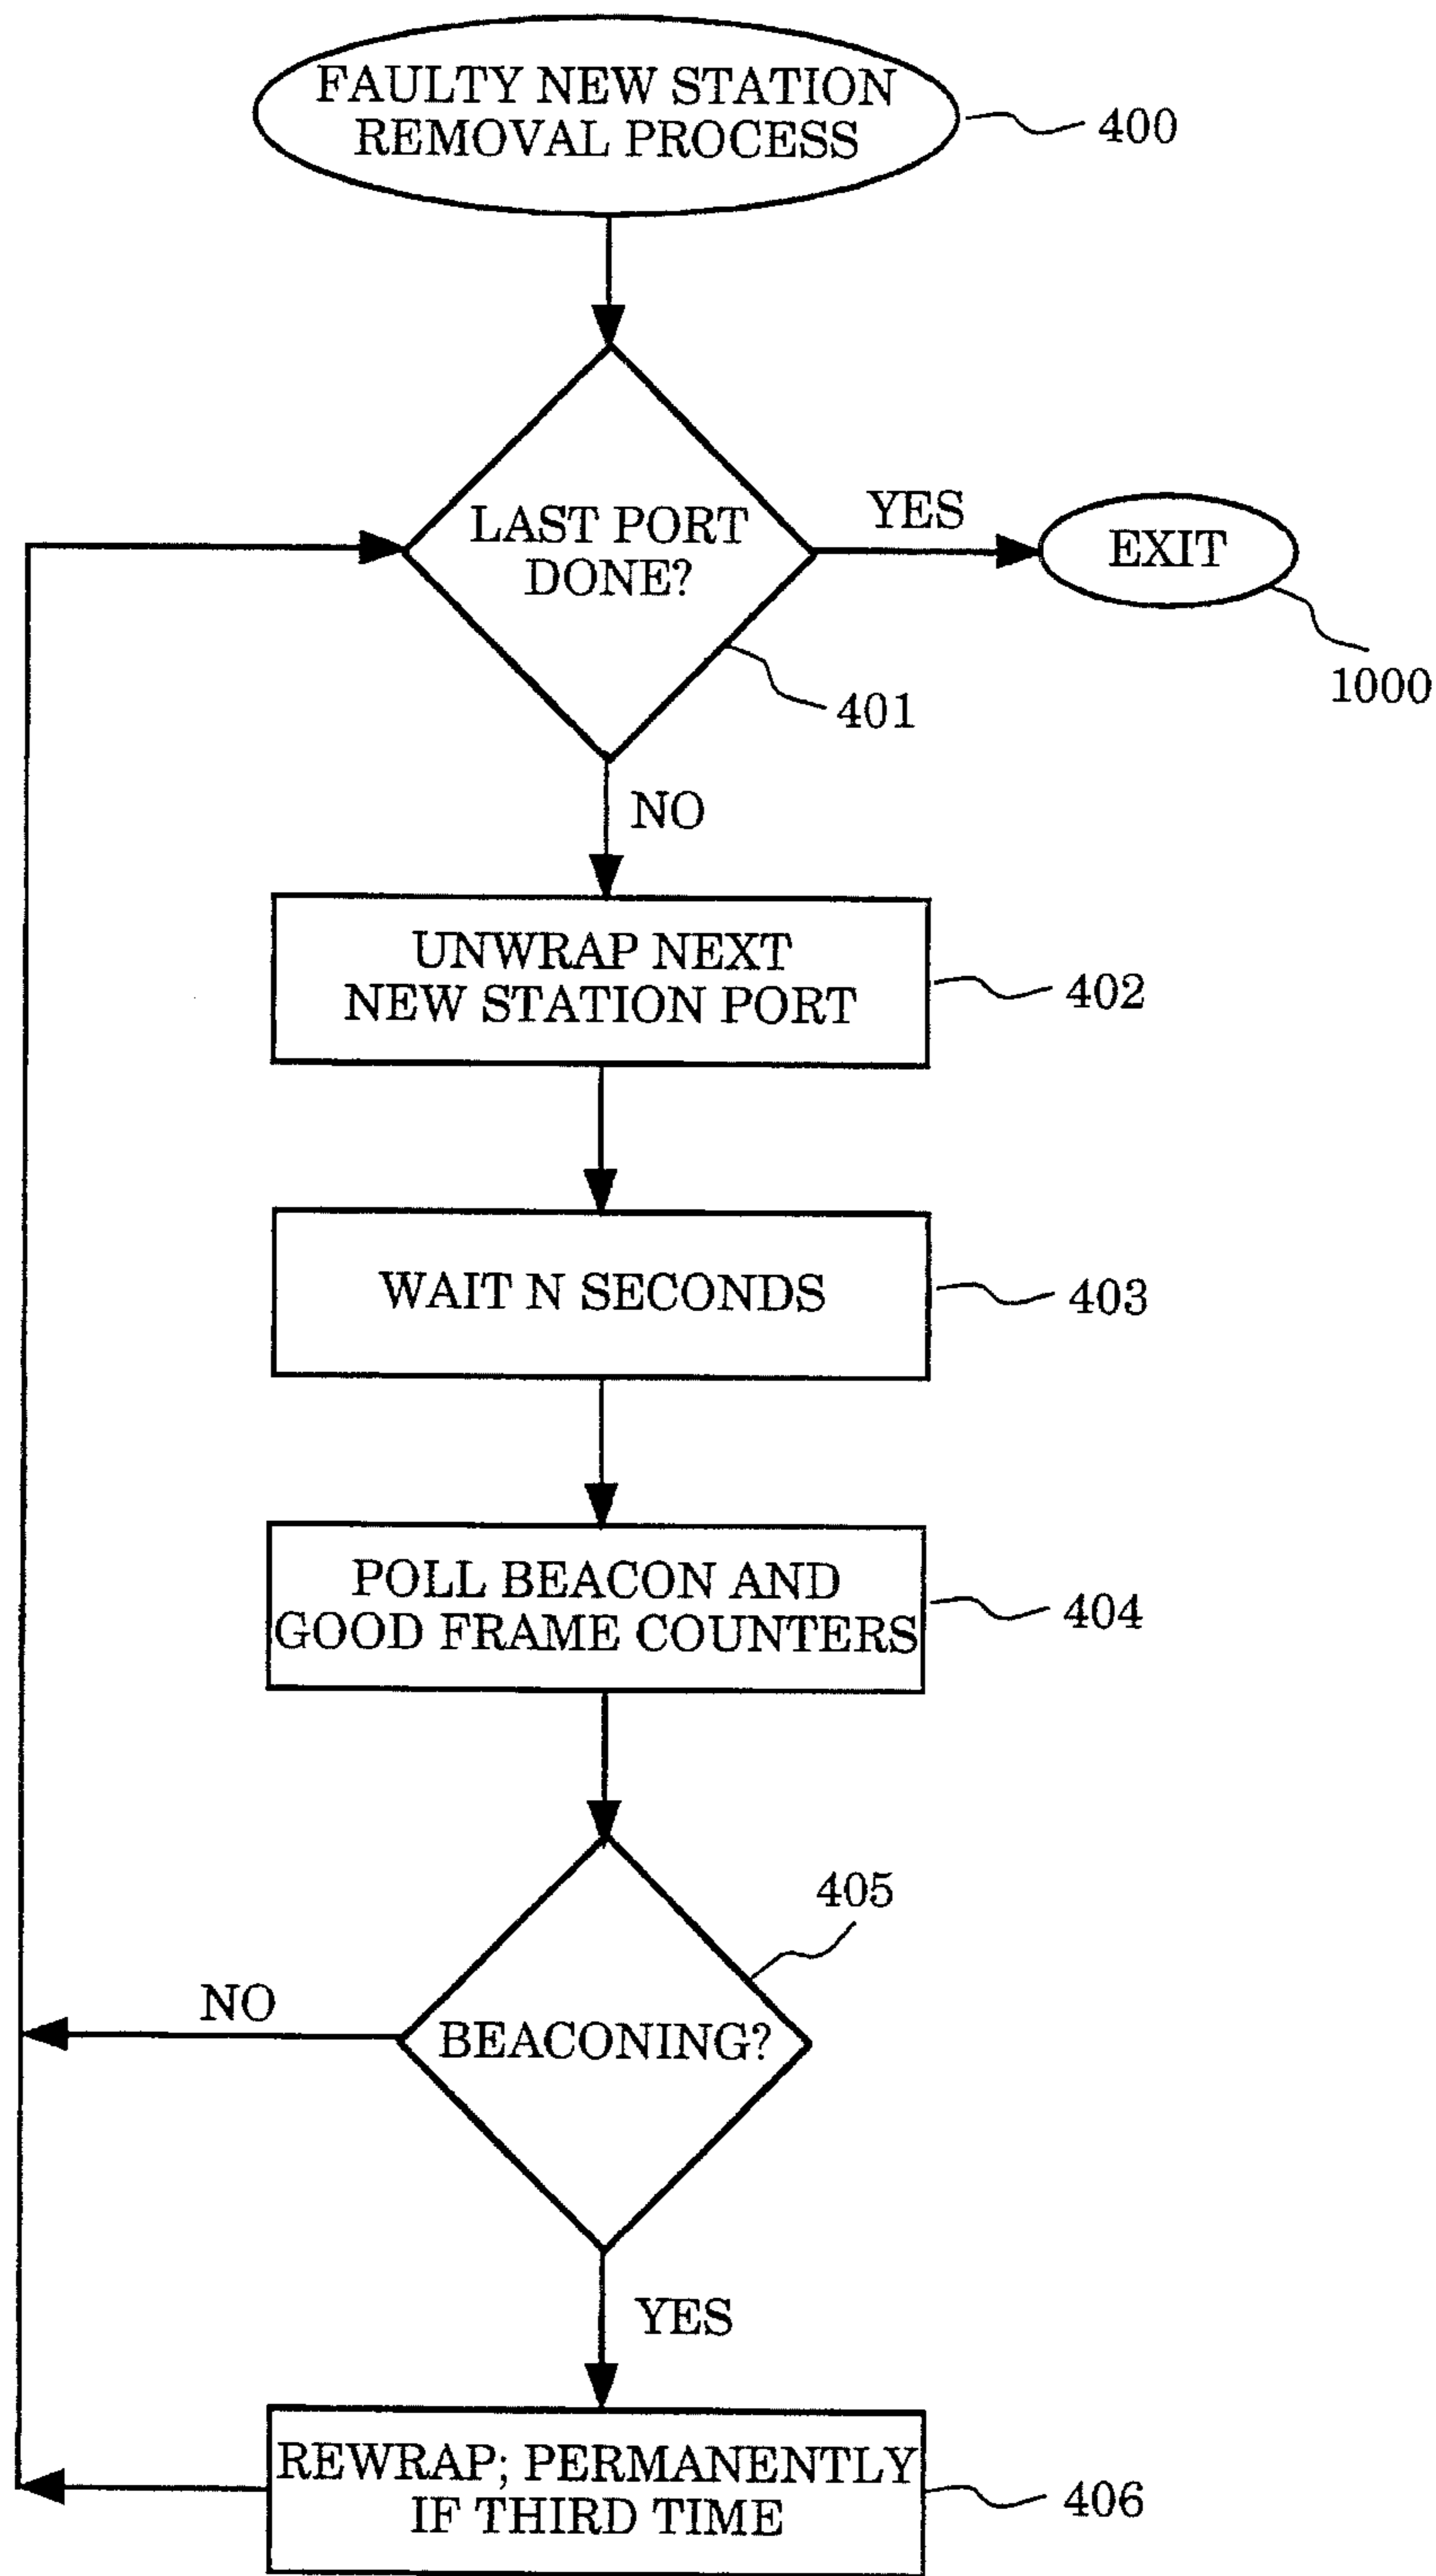 FAULTY NEW STATION
REMOVAL PROCESS
400
LAST PORT
DONE?
YES
EXIT
1000
401
NO
UNWRAP NEXT
NEW STATION PORT
402
WAIT N SECONDS
403
POLL BEACON AND
GOOD FRAME COUNTERS
404
405
NO
BEACONING?
YES
REWRAP; PERMANENTLY
IF THIRD TIME
406